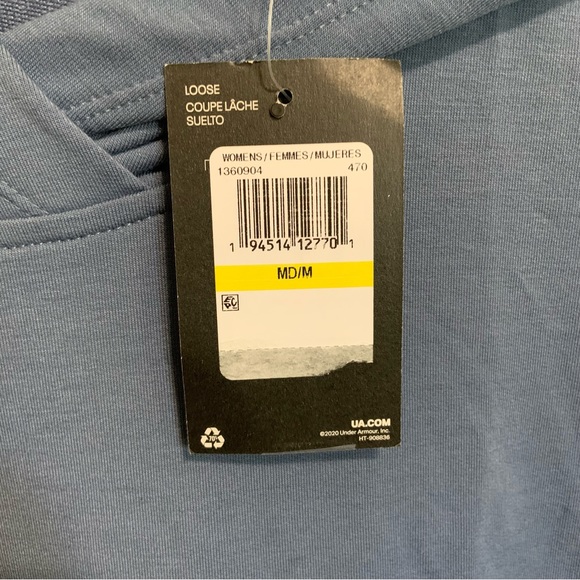 LOOSE
COUPE LÂCHE
SUELTO
WOMENS/FEMMES/MUJERES
1360904 470
1 94514 12770 1
MD/M
UA.COM
©2020 Under Armour, Inc.
HT-908836